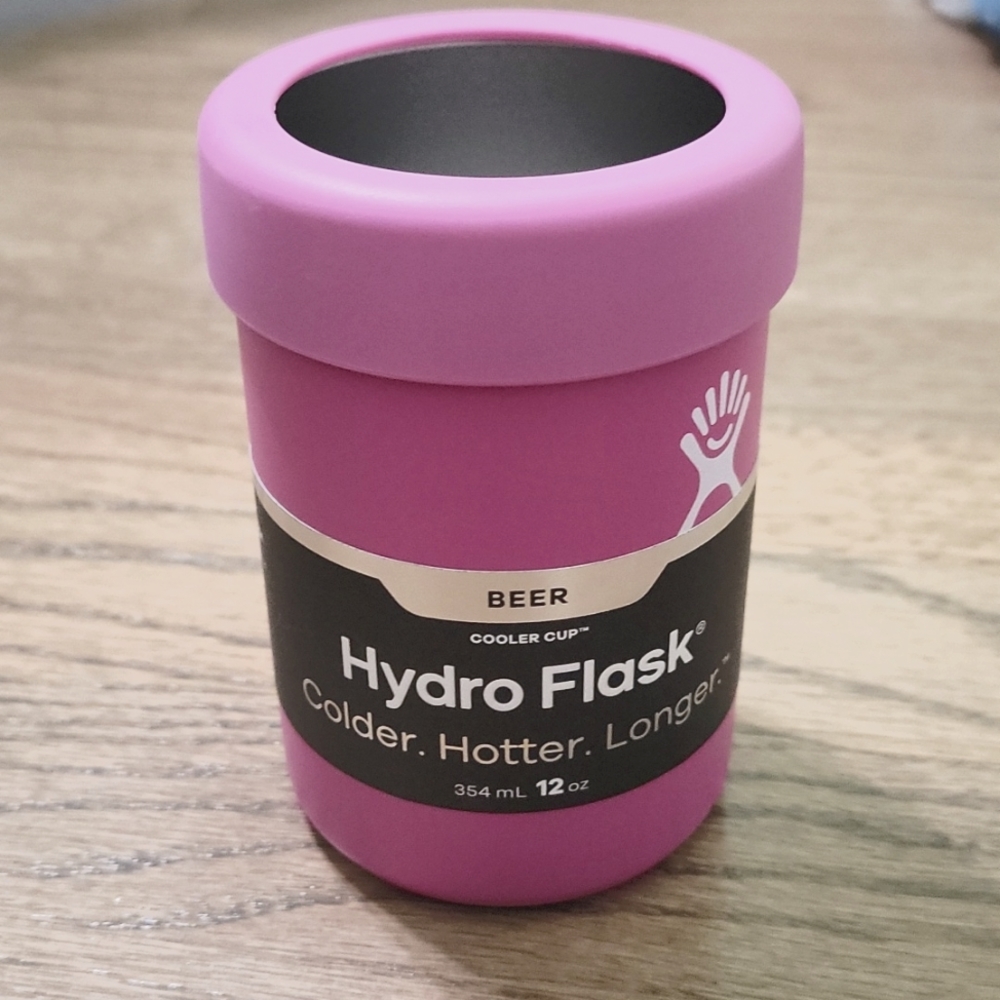 BEER
COOLER CUP™
Hydro Flask®
Colder. Hotter. Longer.™
354 mL 12 oz